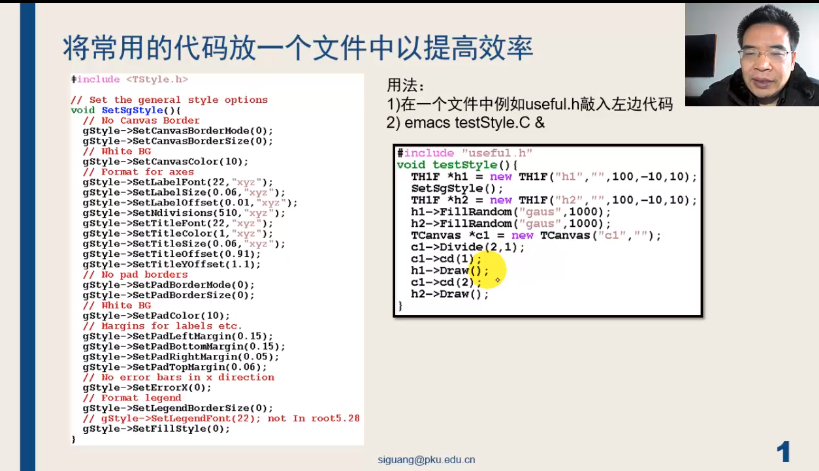 将常用的代码放一个文件中以提高效率
#include <TStyle.h>
// Set the general style options
void SetSgStyle(){
// No Canvas Border
gStyle->SetCanvasBorderMode(0);
gStyle->SetCanvasBorderSize(0);
// White BG
gStyle->SetCanvasColor(10);
// Format for axes
gStyle->SetLabelFont(22,"xyz");
gStyle->SetLabelSize(0.06,"xyz");
gStyle->SetLabelOffset(0.01,"xyz");
gStyle->SetNdivisions(510,"xyz");
gStyle->SetTitleFont(22,"xyz");
gStyle->SetTitleColor(1,"xyz");
gStyle->SetTitleSize(0.06,"xyz");
gStyle->SetTitleOffset(0.91);
gStyle->SetTitleYOffset(1.1);
// No pad borders
gStyle->SetPadBorderMode(0);
gStyle->SetPadBorderSize(0);
// White BG
gStyle->SetPadColor(10);
// Margins for labels etc.
gStyle->SetPadLeftMargin(0.15);
gStyle->SetPadBottomMargin(0.15);
gStyle->SetPadRightMargin(0.05);
gStyle->SetPadTopMargin(0.06);
// No error bars in x direction
gStyle->SetErrorX(0);
// Format legend
gStyle->SetLegendBorderSize(0);
// gStyle->SetLegendFont(22); not In root5.28
gStyle->SetFillStyle(0);
}
用法：
1)在一个文件中例如useful.h敲入左边代码
2) emacs testStyle.C &
#include "useful.h"
void testStyle(){
TH1F *h1 = new TH1F("h1","",100,-10,10);
SetSgStyle();
TH1F *h2 = new TH1F("h2","",100,-10,10);
h1->FillRandom("gaus",1000);
h2->FillRandom("gaus",1000);
TCanvas *c1 = new TCanvas("c1","");
c1->Divide(2,1);
c1->cd(1);
h1->Draw();
c1->cd(2);
h2->Draw();
}
siguang@pku.edu.cn
1